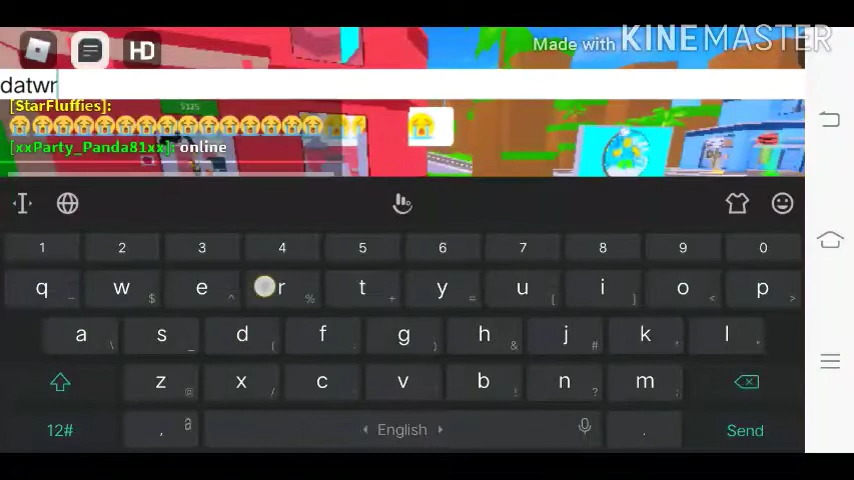 Made with KINEMASTER
HD
datwr
[StarFluffies]:
😭😭😭😭😭😭😭😭😭😭😭😭😭😭😭 😭
[xxParty_Panda81xx]: online
1 2 3 4 5 6 7 8 9 0
q w e r t y u i o p
_ $ ^ % + = { } < >
a s d f g h j k l
z x c v b n m
12# , English . Send